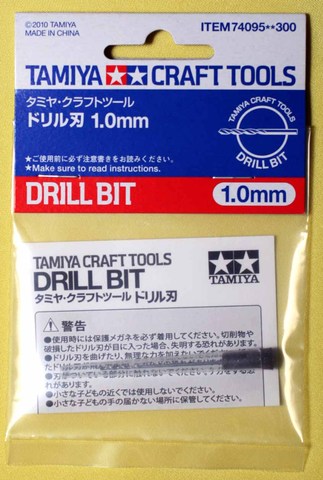 ©2010 TAMIYA
MADE IN CHINA
ITEM 74095**300
TAMIYA CRAFT TOOLS
タミヤ・クラフトツール
ドリル刃 1.0mm
TAMIYA CRAFT TOOLS
DRILL BIT
★ご使用前に必ず注意書きをお読みください。
★Make sure to read instructions.
DRILL BIT
1.0mm
TAMIYA CRAFT TOOLS
DRILL BIT
タミヤ・クラフトツール ドリル刃
TAMIYA
警告
●使用時には保護メガネを必ず着用してください。切削物や
破損したドリル刃が目に入った場合、失明する恐れがあります。
●ドリル刃を曲げたり、無理な力を加えないでください
がれがあります。
●小さな子どもの近くでは使用しないでください。
●小さな子どもの手の届かない場所に保管してください。